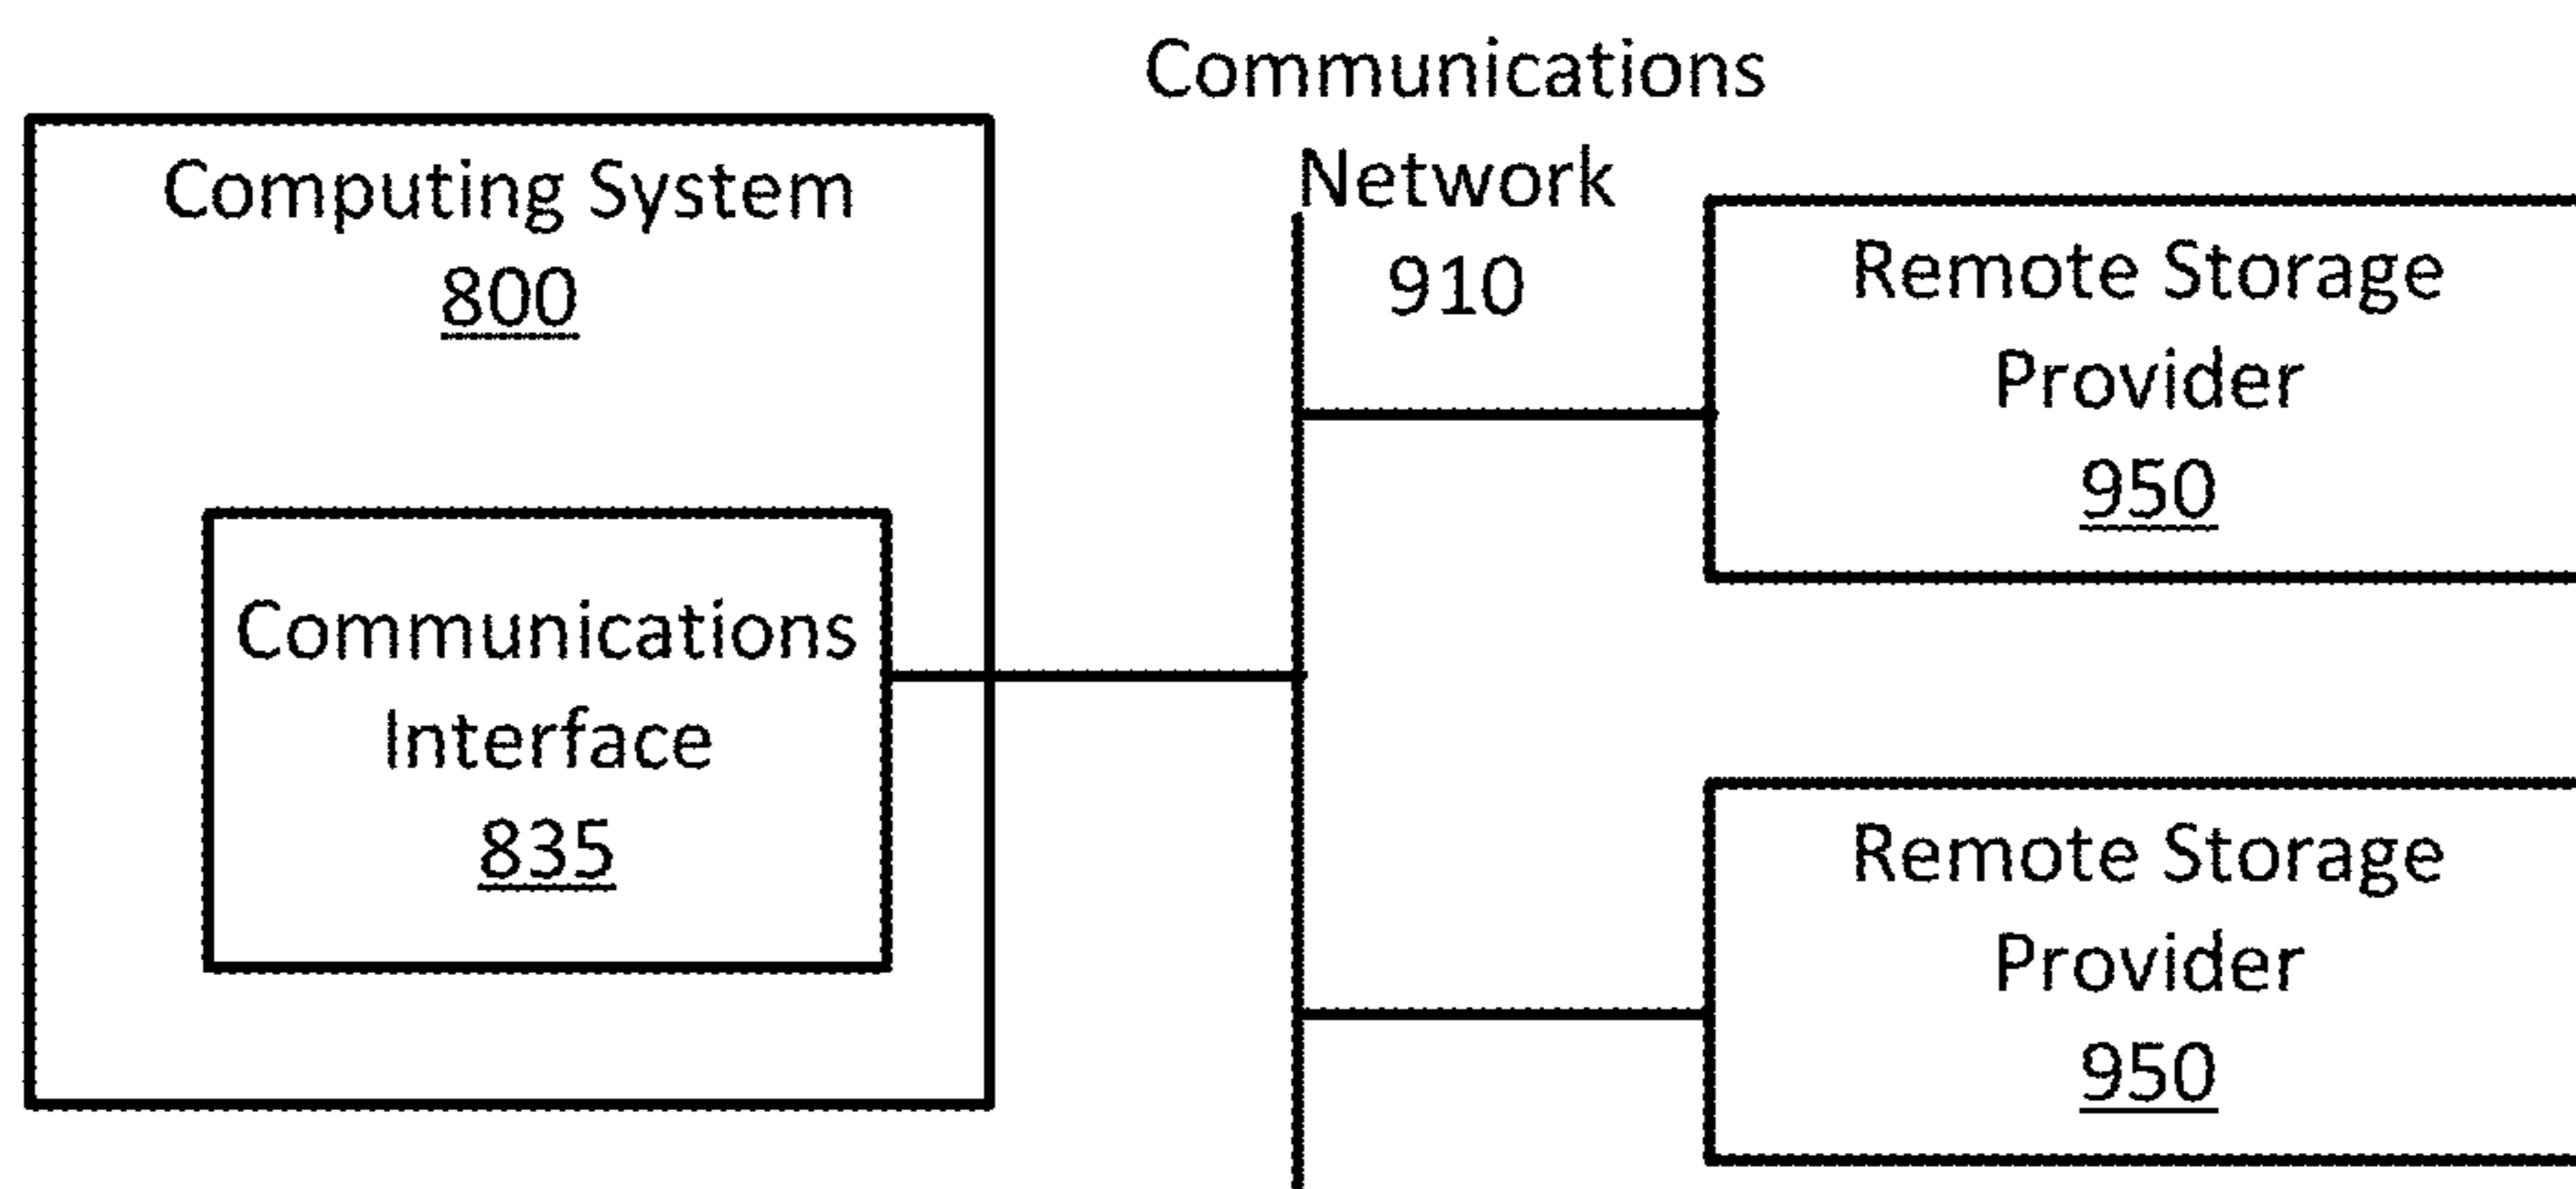 Computing System
800
Communications
Interface
835
Communications
Network
910
Remote Storage
Provider
950
Remote Storage
Provider
950